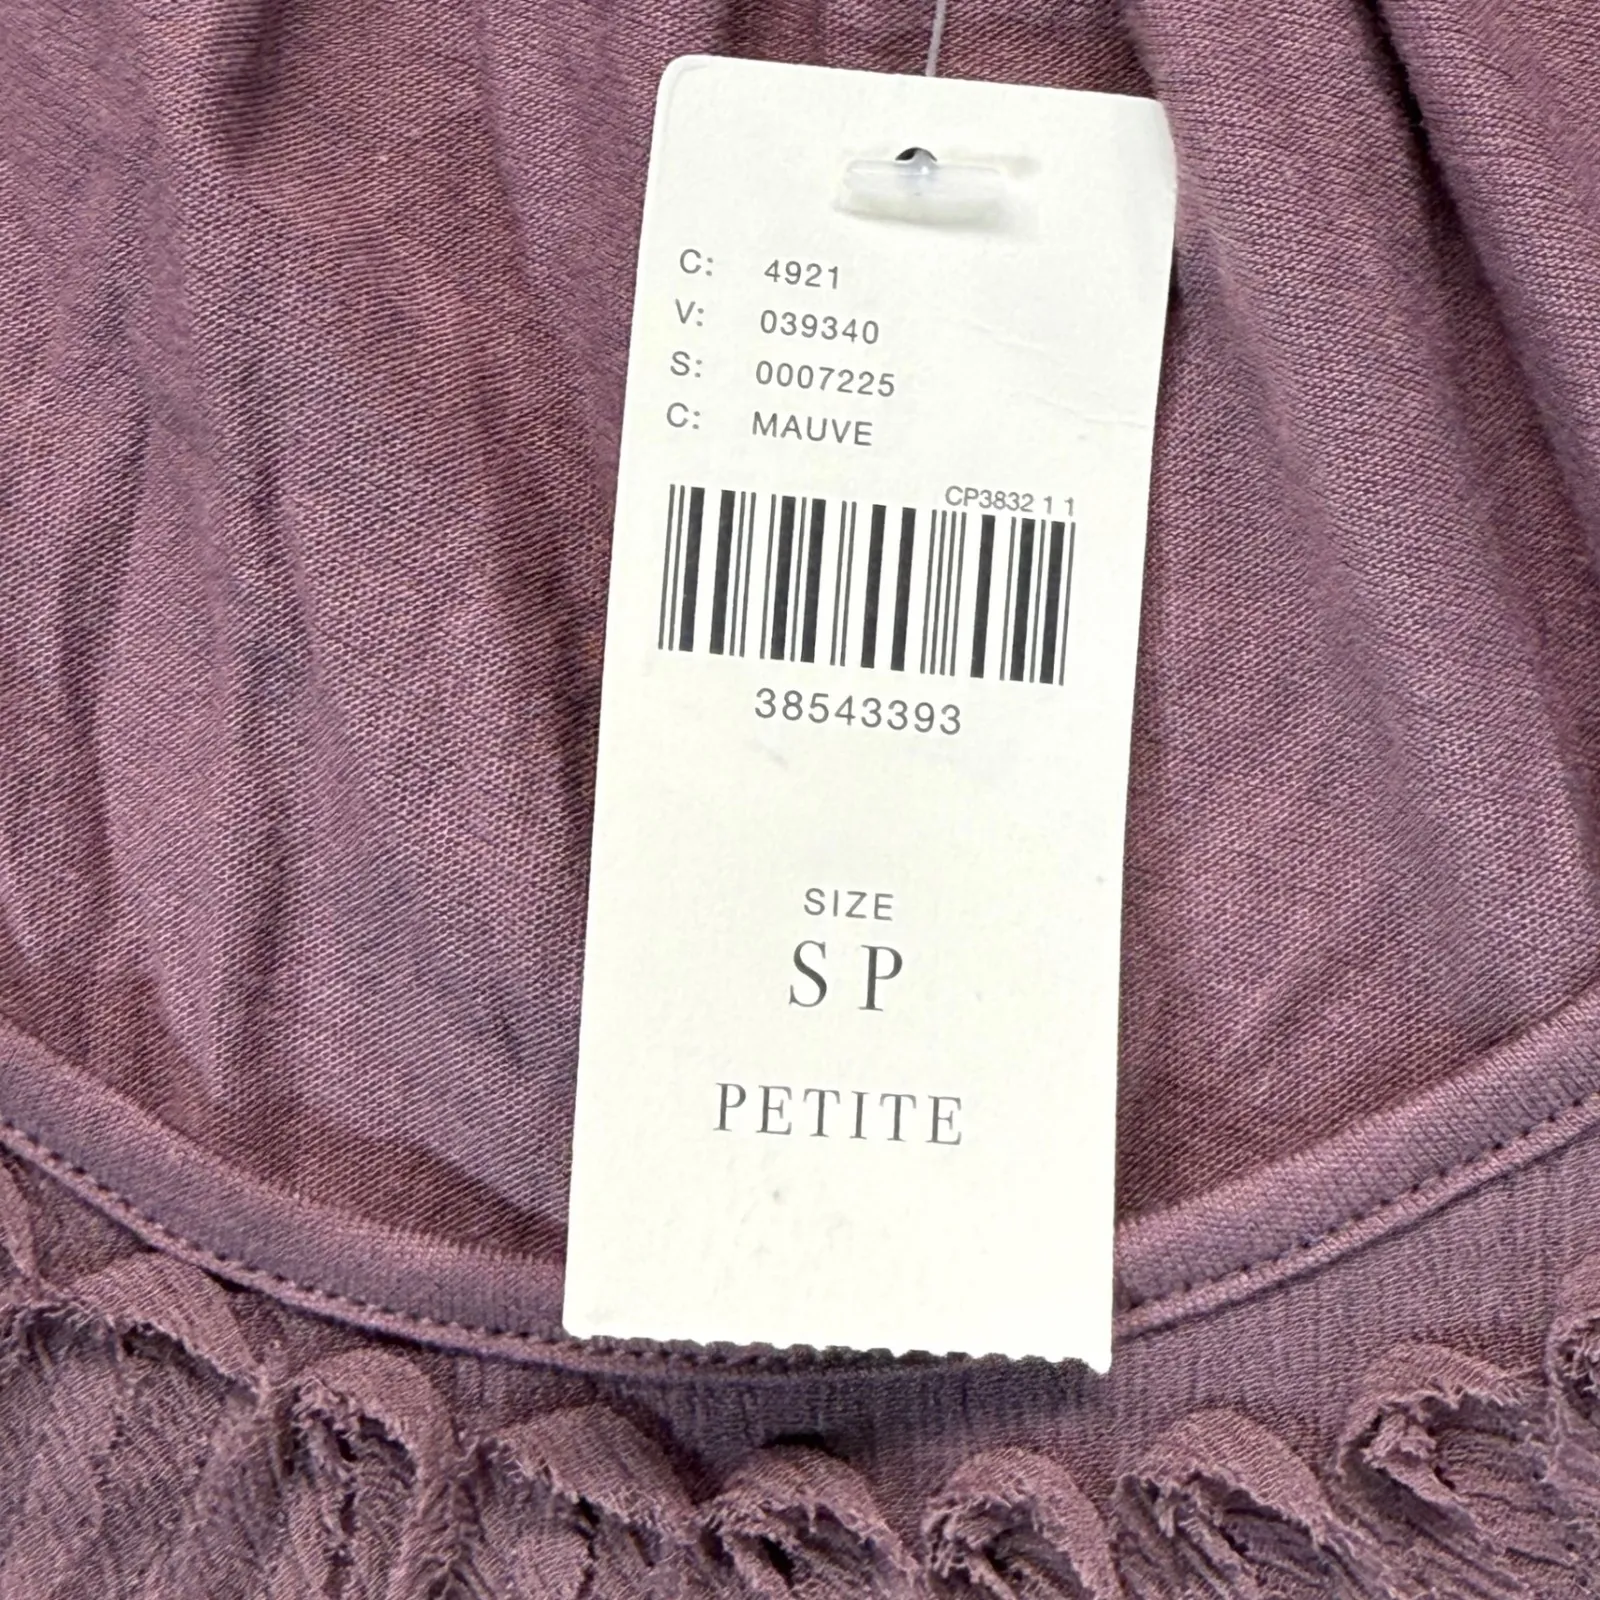 C: 4921
V: 039340
S: 0007225
C: MAUVE
CP3832 1 1
38543393
SIZE
SP
PETITE